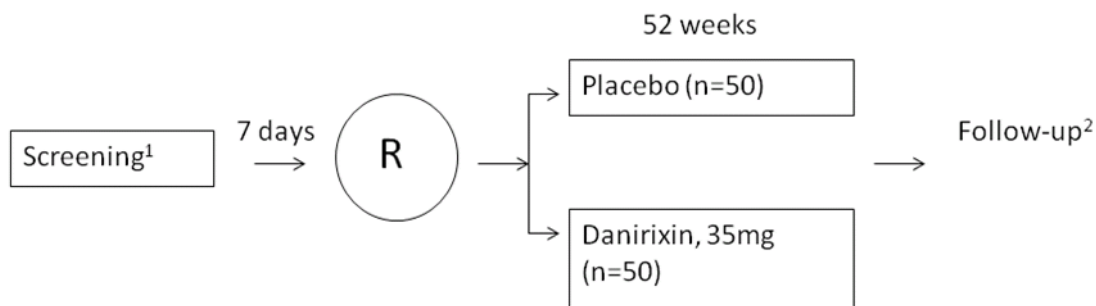 52 weeks
Placebo (n=50)
7 days
Screening¹
R
Follow-up²
Danirixin, 35mg
(n=50)